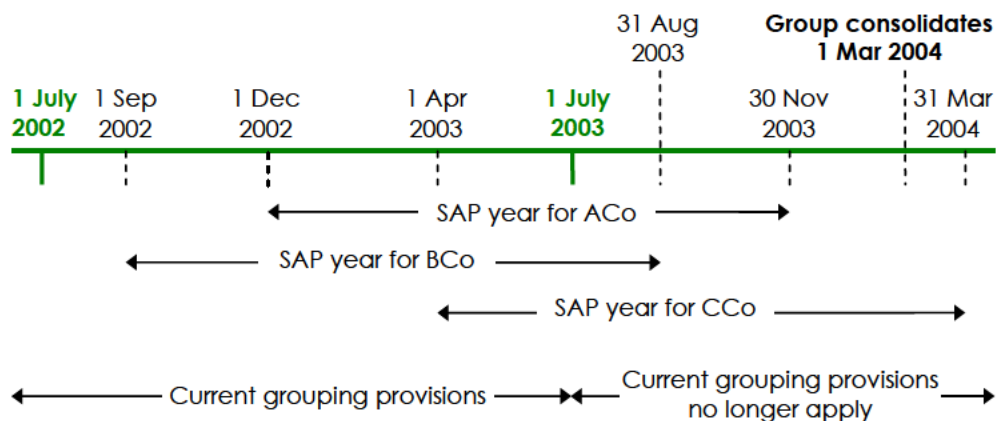 31 Aug
2003
Group consolidates
1 Mar 2004
1 July
2002
1 Sep
2002
1 Dec
2002
1 Apr
2003
1 July
2003
30 Nov
2003
31 Mar
2004
SAP year for ACo
SAP year for BCo
SAP year for CCo
Current grouping provisions
Current grouping provisions
no longer apply